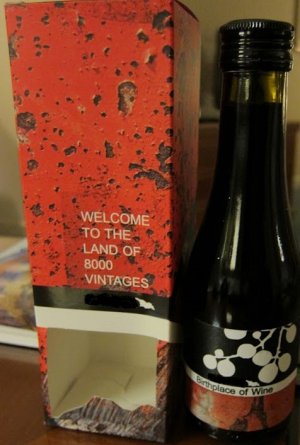 WELCOME
TO THE
LAND OF
8000
VINTAGES
Birthplace of Wine